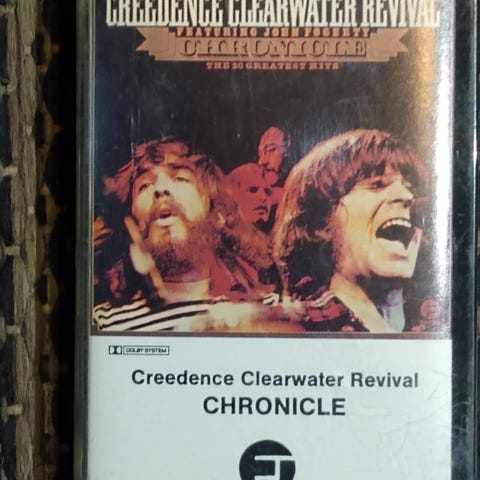 CREEDENCE CLEARWATER REVIVAL
FEATURING JOHN FOGERTY
CHRONICLE
THE 20 GREATEST HITS
DOLBY SYSTEM
Creedence Clearwater Revival
CHRONICLE